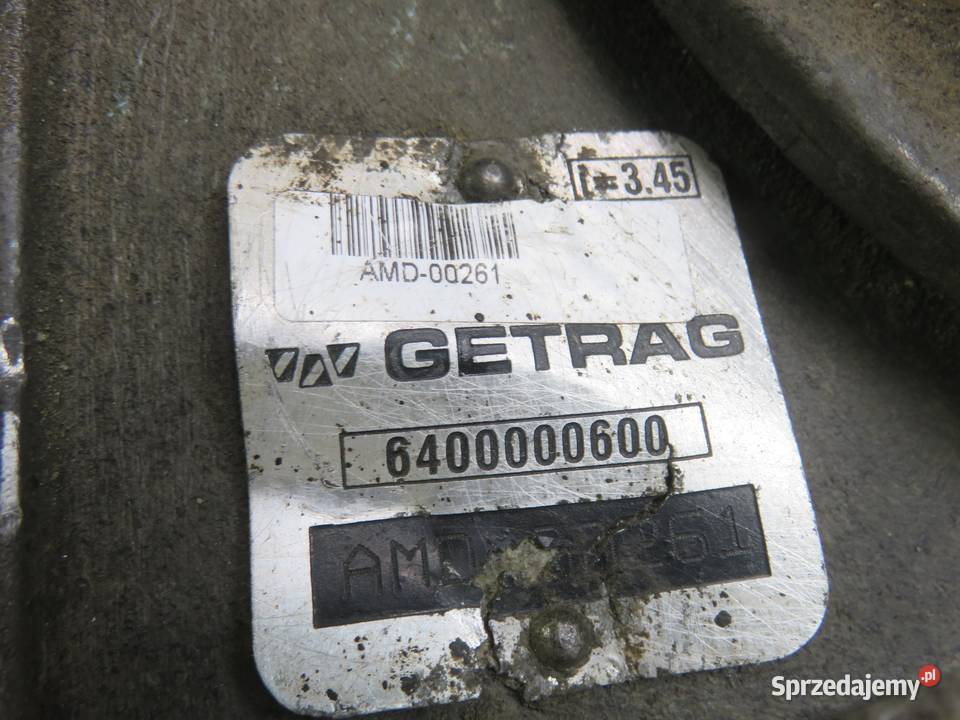 i=3.45
AMD-00261
GETRAG
6400000600
Sprzedajemy.pl